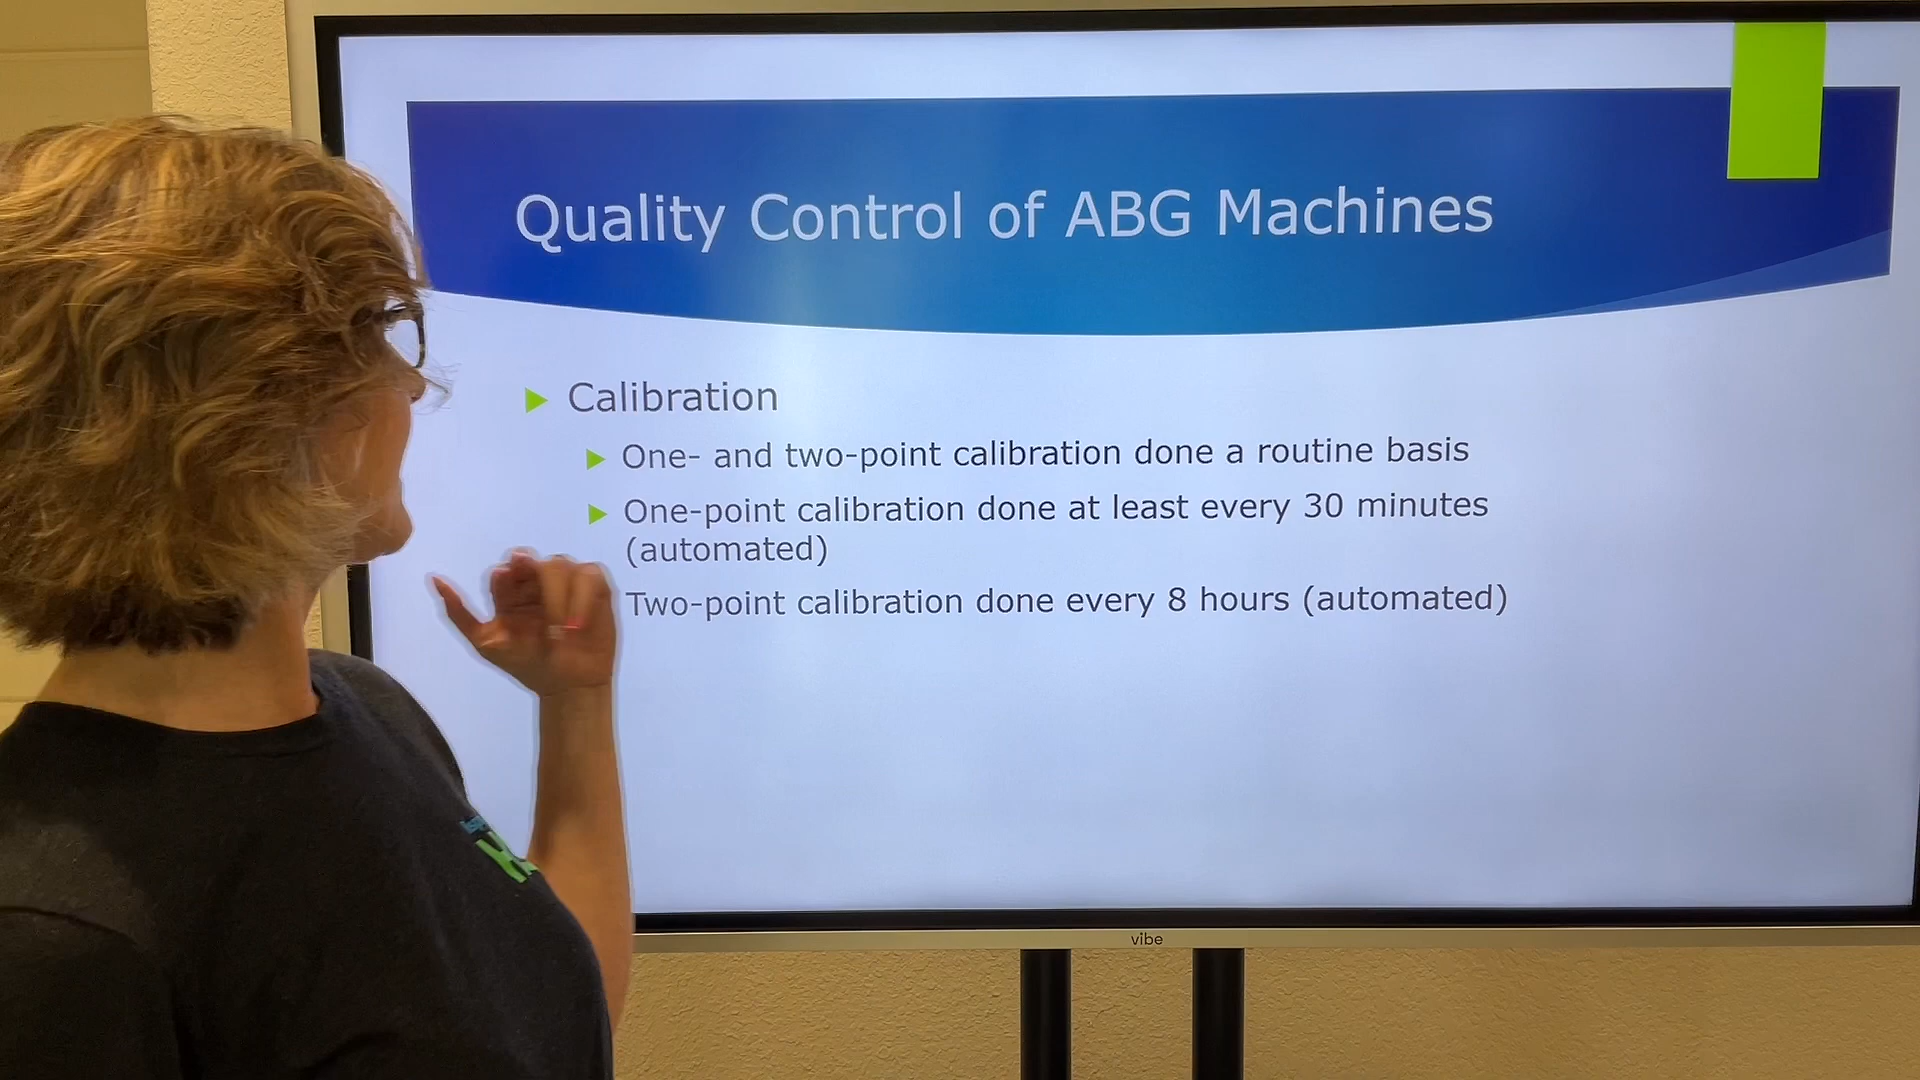 Quality Control of ABG Machines
Calibration
One- and two-point calibration done a routine basis
One-point calibration done at least every 30 minutes
(automated)
Two-point calibration done every 8 hours (automated)
vibe